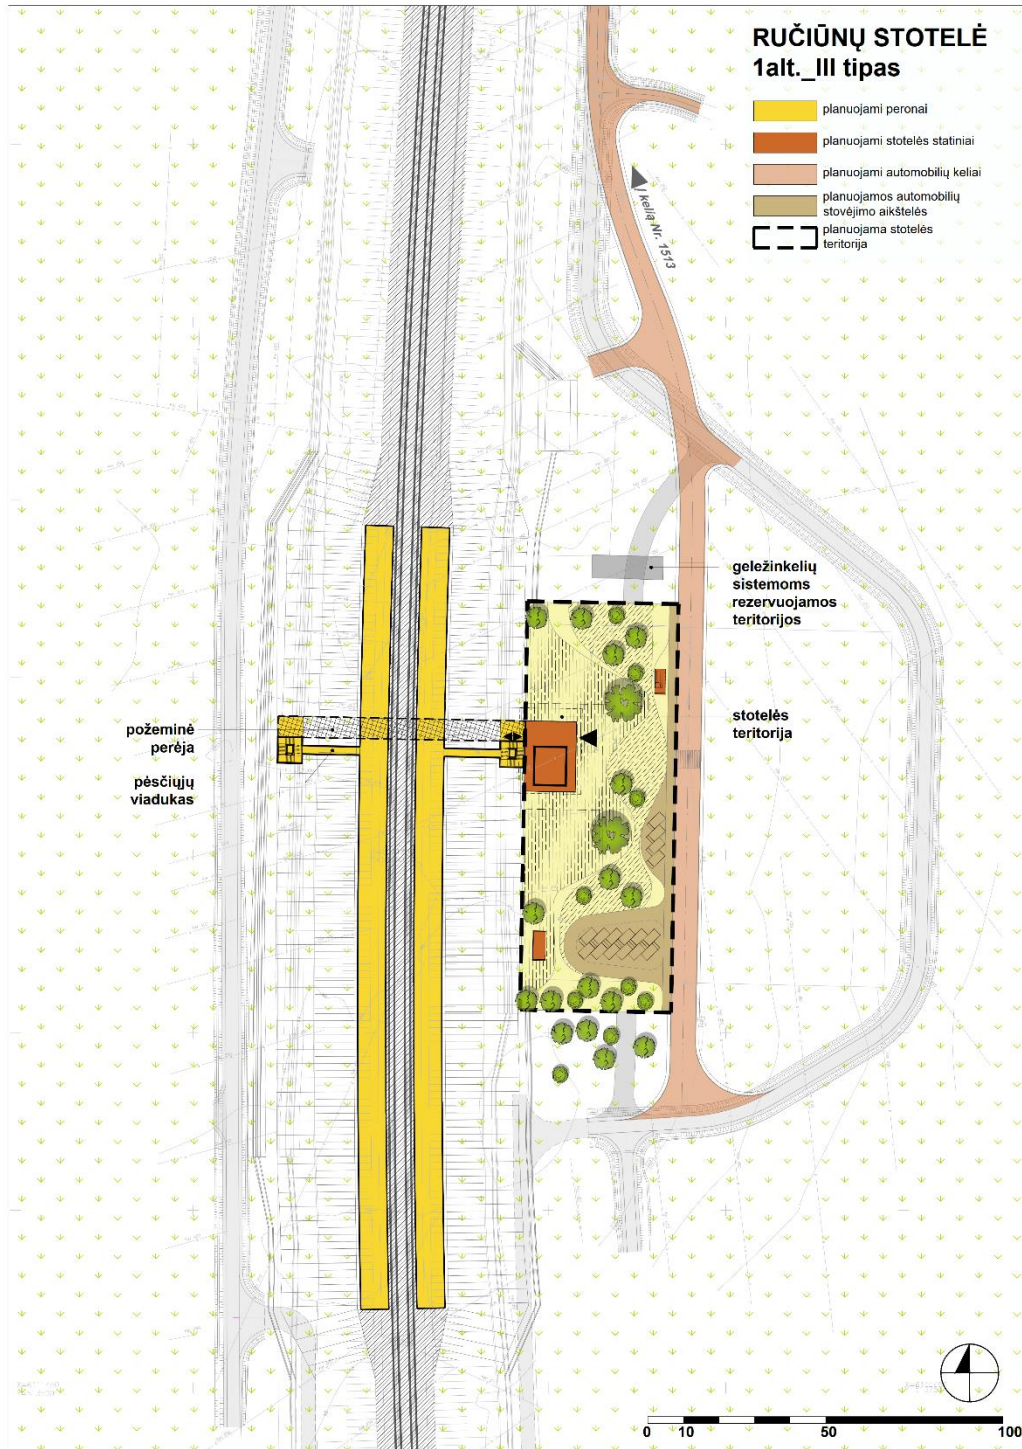 RUČIŪNŲ STOTELĖ
1alt._III tipas
planuojami peronai
planuojami stotelės statiniai
planuojami automobilių keliai
planuojamos automobilių
stovėjimo aikštelės
planuojama stotelės
teritorija
Į kelią Nr. 1513
geležinkelių
sistemoms
rezervuojamos
teritorijos
stotelės
teritorija
požeminė
perėja
pėsčiųjų
viadukas
0 10 50 100